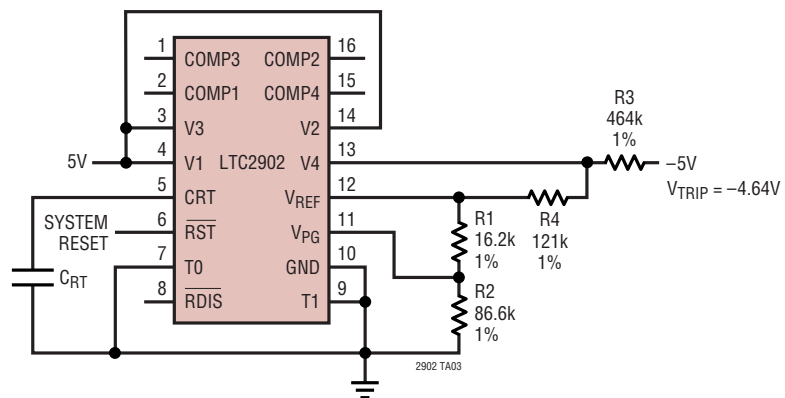 1 COMP3 COMP2 16
2 COMP1 COMP4 15
3 V3 V2 14
5V 4 V1 LTC2902 V4 13
5 CRT VREF 12
SYSTEM RESET 6 RST VPG 11
7 T0 GND 10
8 RDIS T1 9
CRT
R3
464k
1%
–5V
VTRIP = –4.64V
R4
121k
1%
R1
16.2k
1%
R2
86.6k
1%
2902 TA03